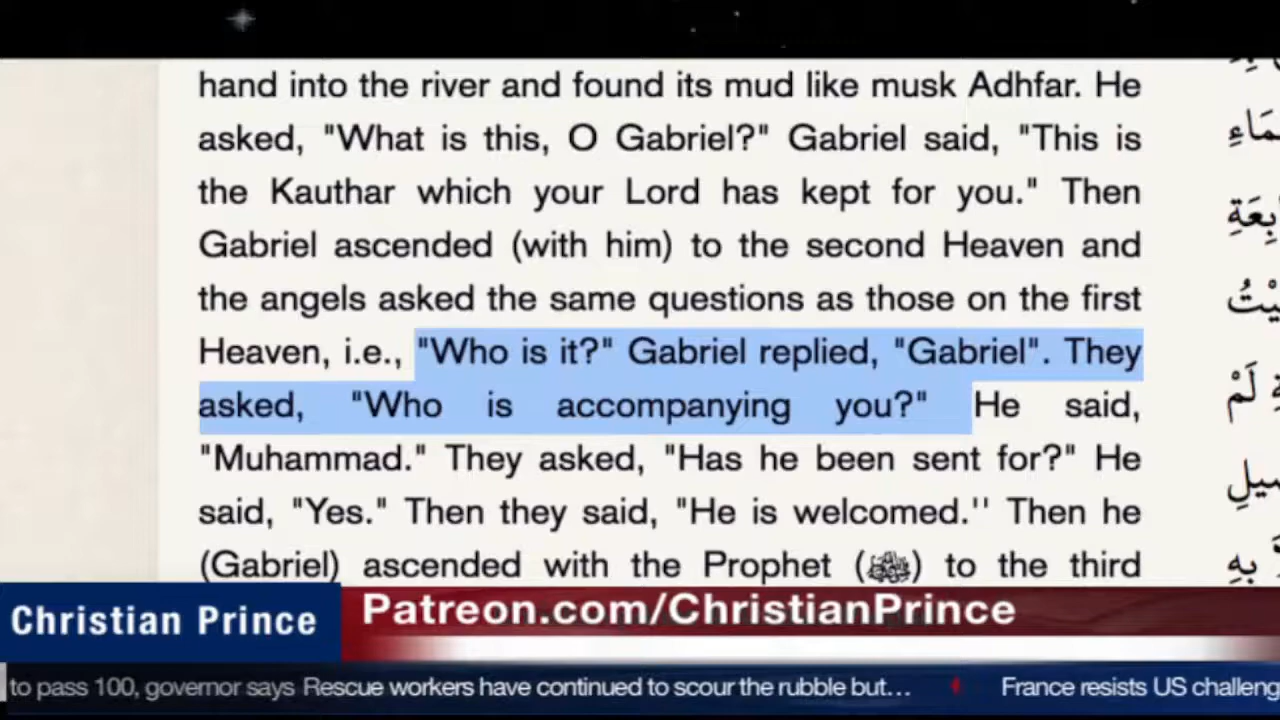 hand into the river and found its mud like musk Adhfar. He
asked, "What is this, O Gabriel?" Gabriel said, "This is
the Kauthar which your Lord has kept for you." Then
Gabriel ascended (with him) to the second Heaven and
the angels asked the same questions as those on the first
Heaven, i.e., "Who is it?" Gabriel replied, "Gabriel". They
asked, "Who is accompanying you?" He said,
"Muhammad." They asked, "Has he been sent for?" He
said, "Yes." Then they said, "He is welcomed.'' Then he
(Gabriel) ascended with the Prophet (ﷺ) to the third
لَمْ
بِهِ
Christian Prince
Patreon.com/ChristianPrince
to pass 100, governor says Rescue workers have continued to scour the rubble but... France resists US challeng